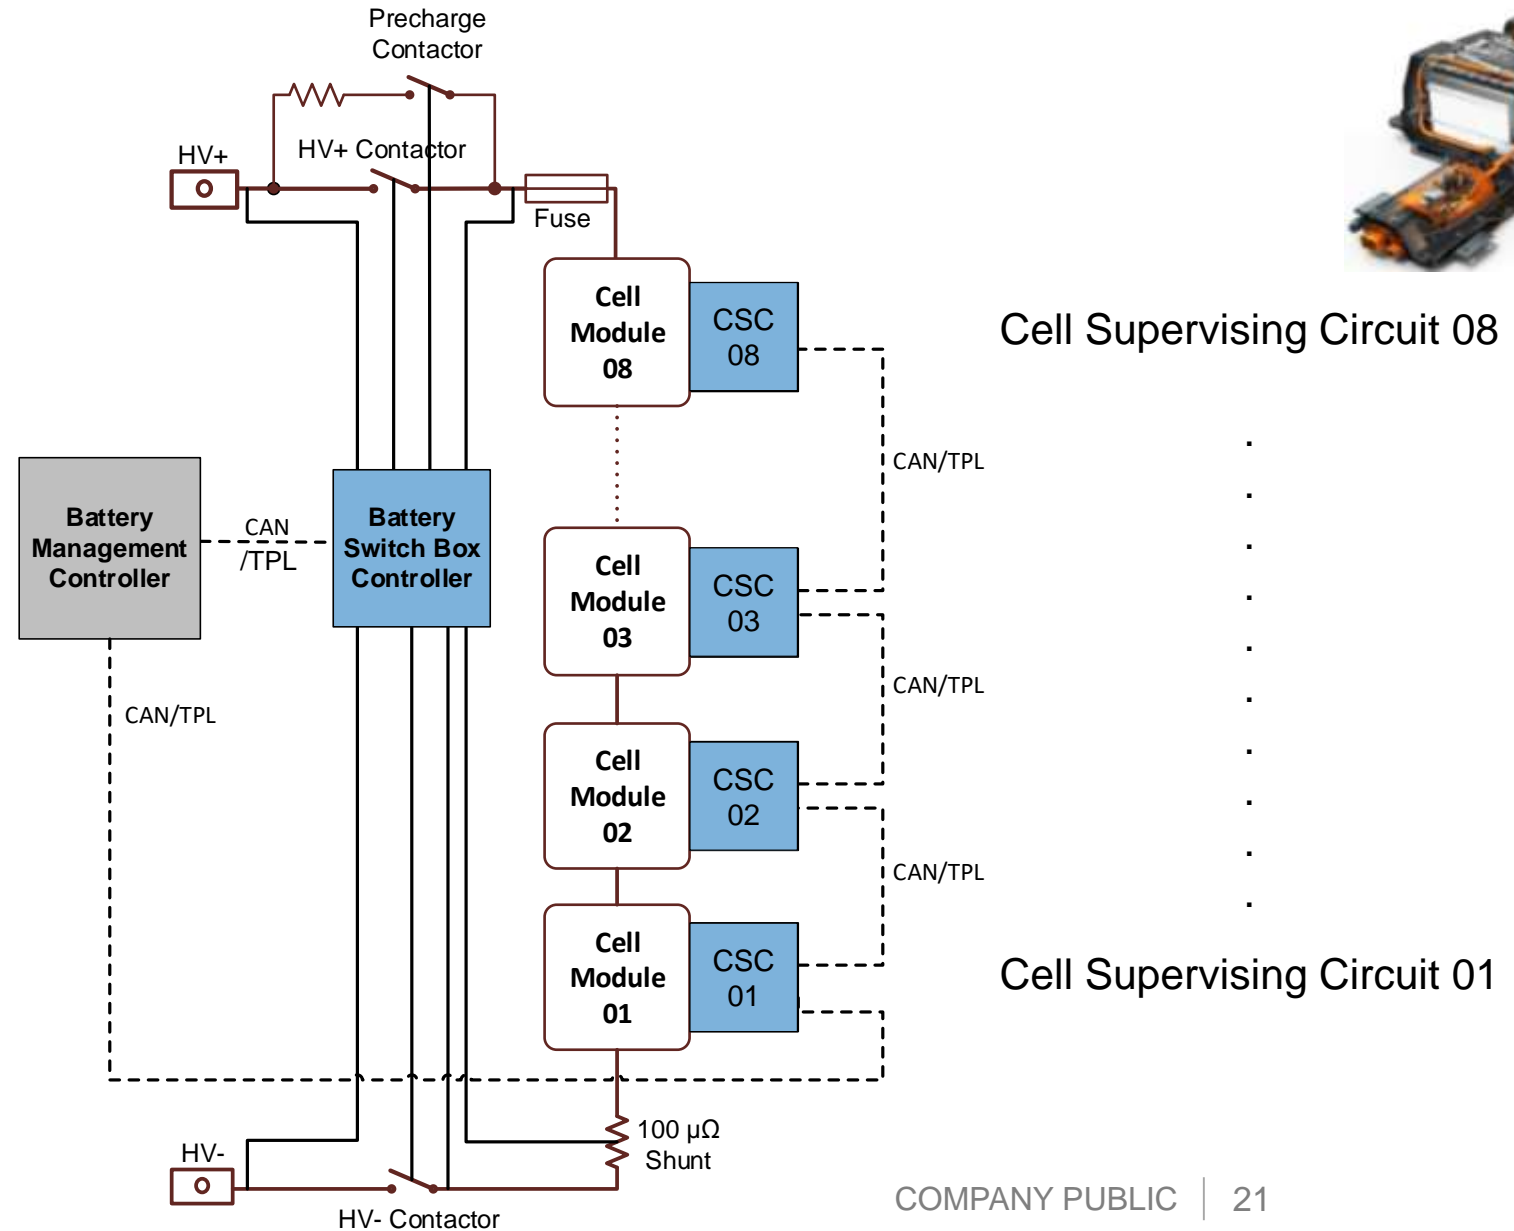 Precharge
Contactor
HV+
HV+ Contactor
Fuse
Cell
Module
08
CSC
08
Cell Supervising Circuit 08
CAN/TPL
Battery
Management
Controller
CAN
/TPL
Battery
Switch Box
Controller
Cell
Module
03
CSC
03
CAN/TPL
CAN/TPL
Cell
Module
02
CSC
02
CAN/TPL
Cell
Module
01
CSC
01
Cell Supervising Circuit 01
100 µΩ
Shunt
HV-
HV- Contactor
COMPANY PUBLIC | 21